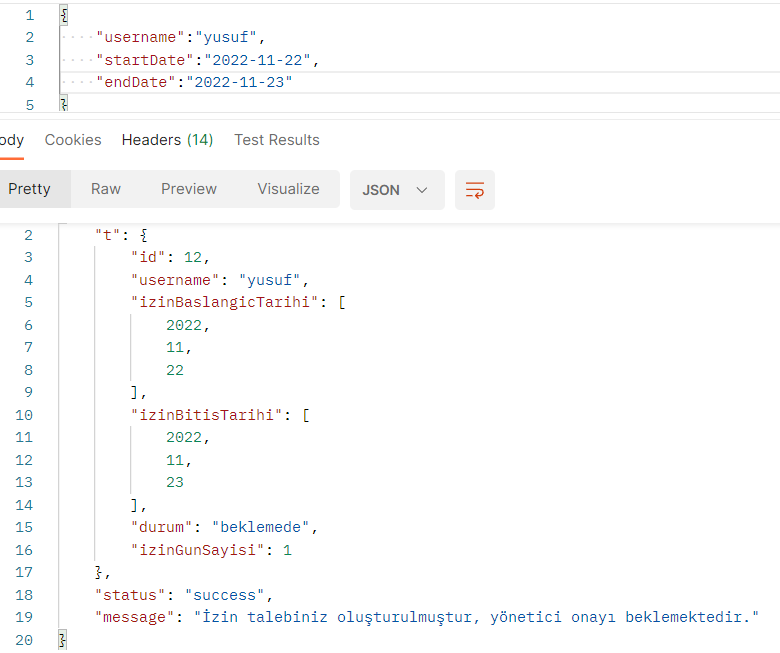 1 {
2 "username":"yusuf",
3 "startDate":"2022-11-22",
4 "endDate":"2022-11-23"
5 }
ody Cookies Headers (14) Test Results
Pretty Raw Preview Visualize JSON
2 "t": {
3 "id": 12,
4 "username": "yusuf",
5 "izinBaslangicTarihi": [
6 2022,
7 11,
8 22
9 ],
10 "izinBitisTarihi": [
11 2022,
12 11,
13 23
14 ],
15 "durum": "beklemede",
16 "izinGunSayisi": 1
17 },
18 "status": "success",
19 "message": "İzin talebiniz oluşturulmuştur, yönetici onayı beklemektedir."
20 }